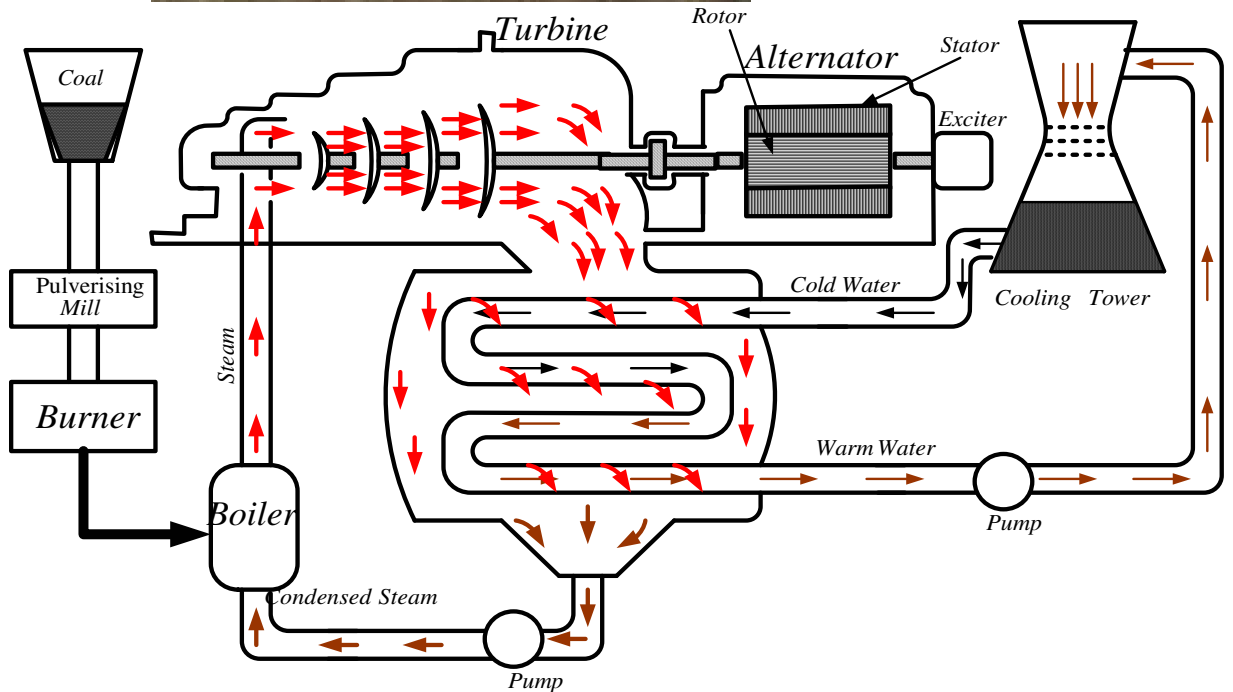 Turbine
Rotor
Stator
Alternator
Coal
Exciter
Pulverising
Mill
Cold Water
Cooling Tower
Steam
Burner
Warm Water
Boiler
Pump
Condensed Steam
Pump